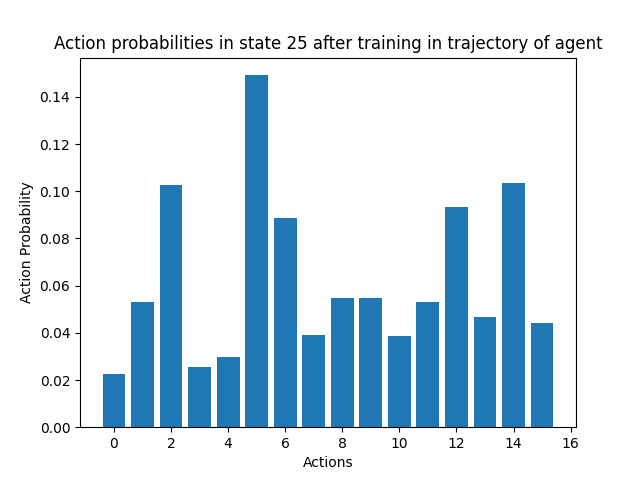 Action probabilities in state 25 after training in trajectory of agent
0.14
0.12
0.10
0.08
0.06
0.04
0.02
0.00
Action Probability
0 2 4 6 8 10 12 14 16
Actions